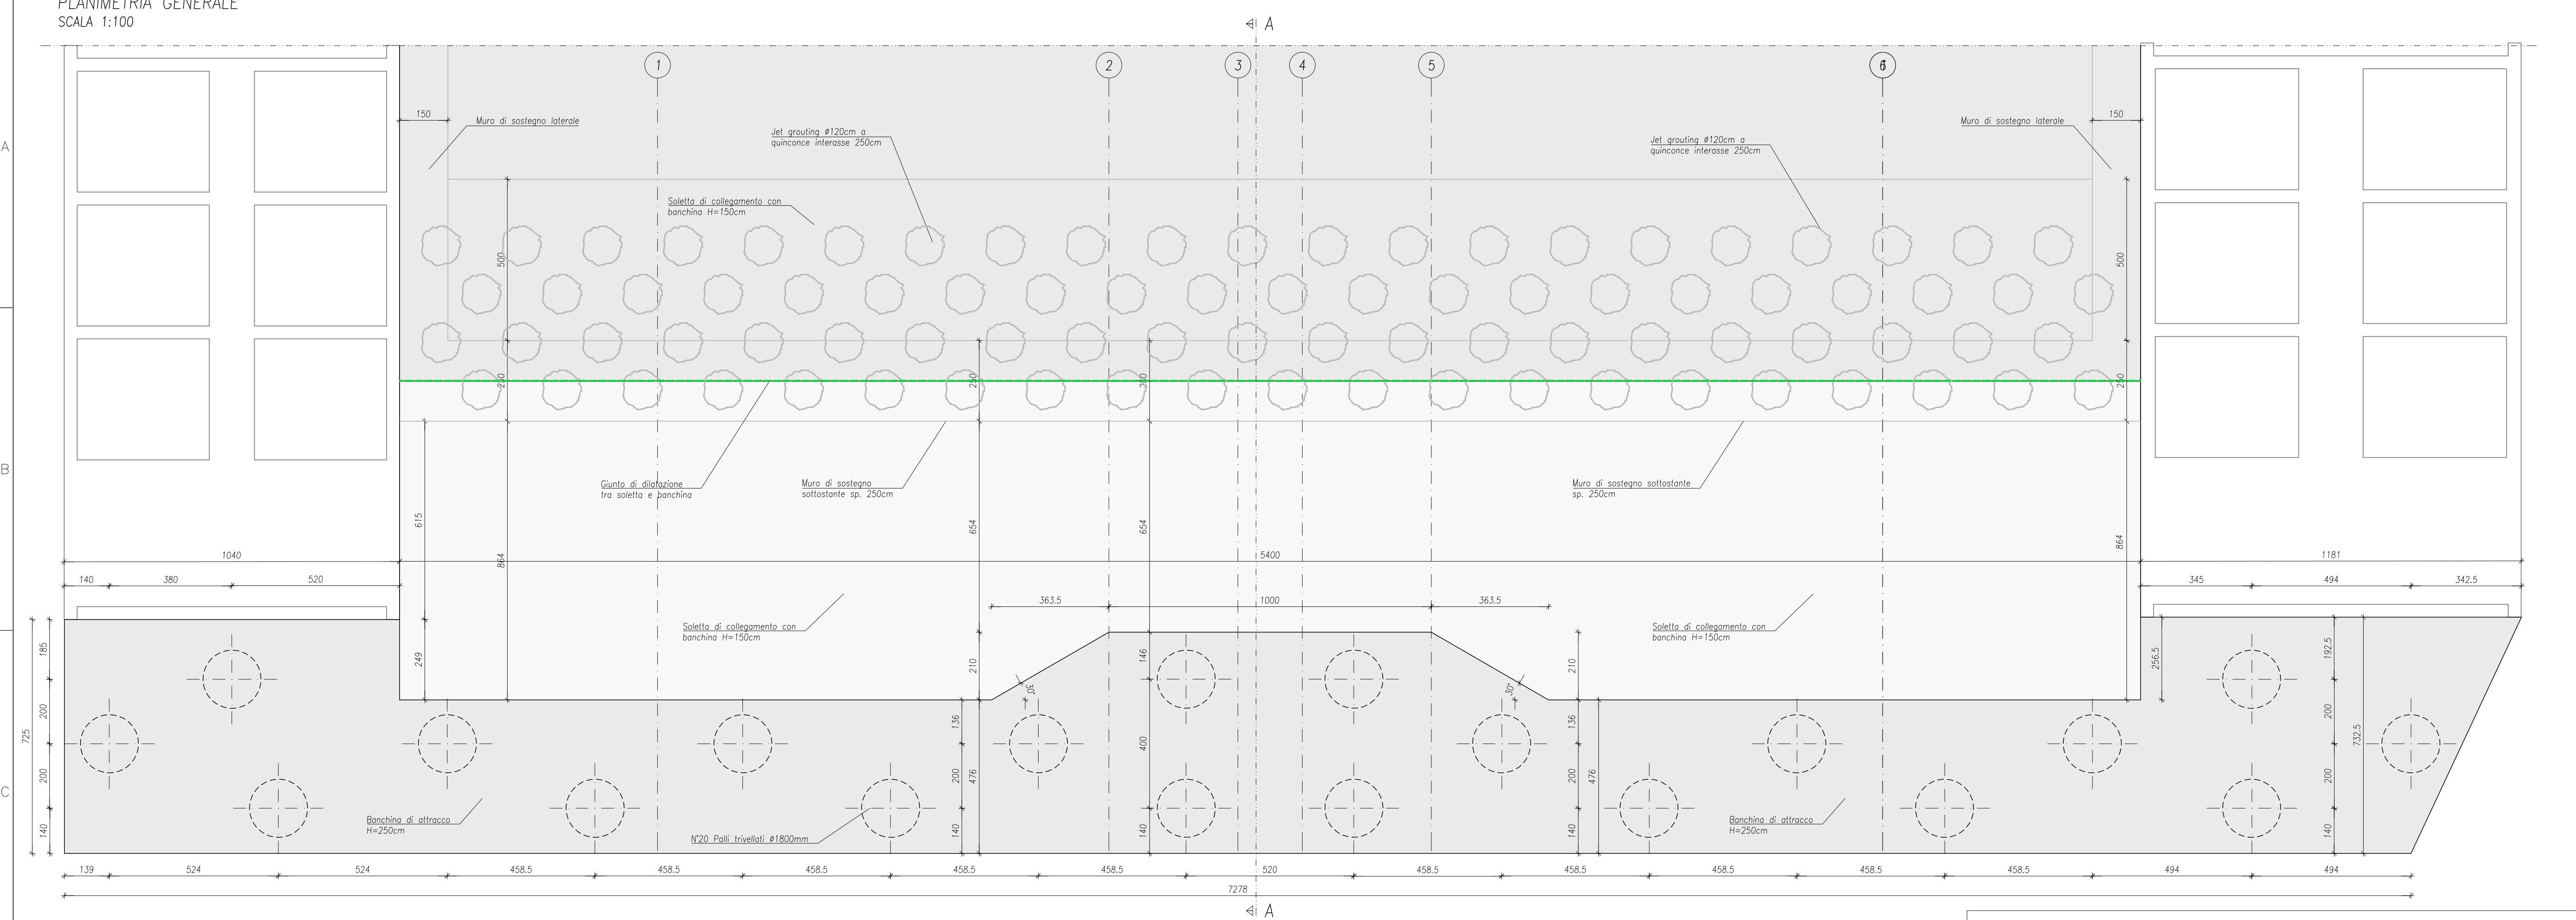 PLANIMETRIA GENERALE
SCALA 1:100
A
1
2
3
4
5
150
Muro di sostegno laterale
Jet grouting Ø120cm a
quinconce interasse 250cm
Jet grouting Ø120cm a
quinconce interasse 250cm
Muro di sostegno laterale
150
A
Soletta di collegamento con
banchina H=150cm
500
500
250
250
250
250
B
Giunto di dilatazione
tra soletta e banchina
Muro di sostegno
sottostante sp. 250cm
Muro di sostegno sottostante
sp. 250cm
615
864
654
654
864
1040
5400
1181
140
380
520
345
494
342.5
363.5
1000
363.5
Soletta di collegamento con
banchina H=150cm
Soletta di collegamento con
banchina H=150cm
185
249
210
146
210
256.5
192.5
30°
30°
725
200
136
400
136
200
732.5
200
200
476
200
476
200
C
140
140
140
140
140
Banchina di attracco
H=250cm
N°20 Palli trivellati Ø1800mm
Banchina di attracco
H=250cm
139
524
524
458.5
458.5
458.5
458.5
458.5
520
458.5
458.5
458.5
458.5
458.5
494
494
7278
A